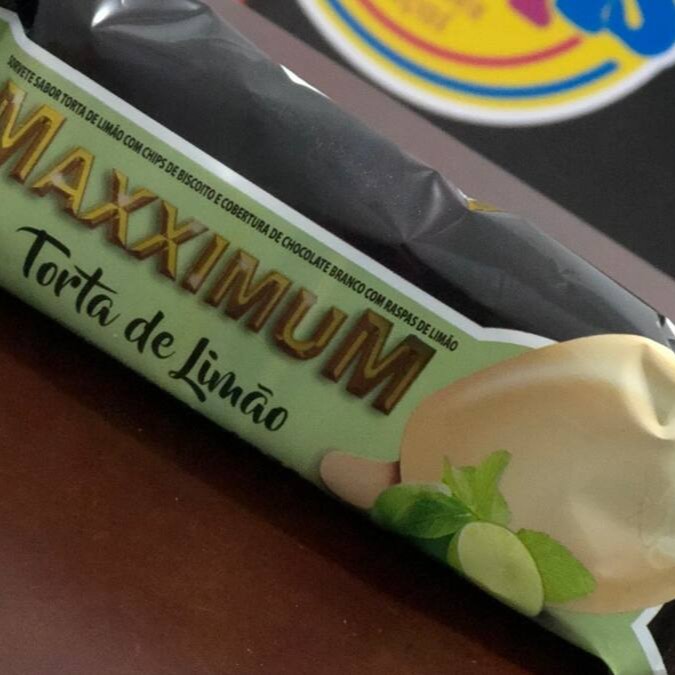 SORVETE SABOR TORTA DE LIMÃO COM CHIPS DE BISCOITO E COBERTURA DE CHOCOLATE BRANCO COM RASPAS DE LIMÃO
MAXXIMUM
Torta de Limão